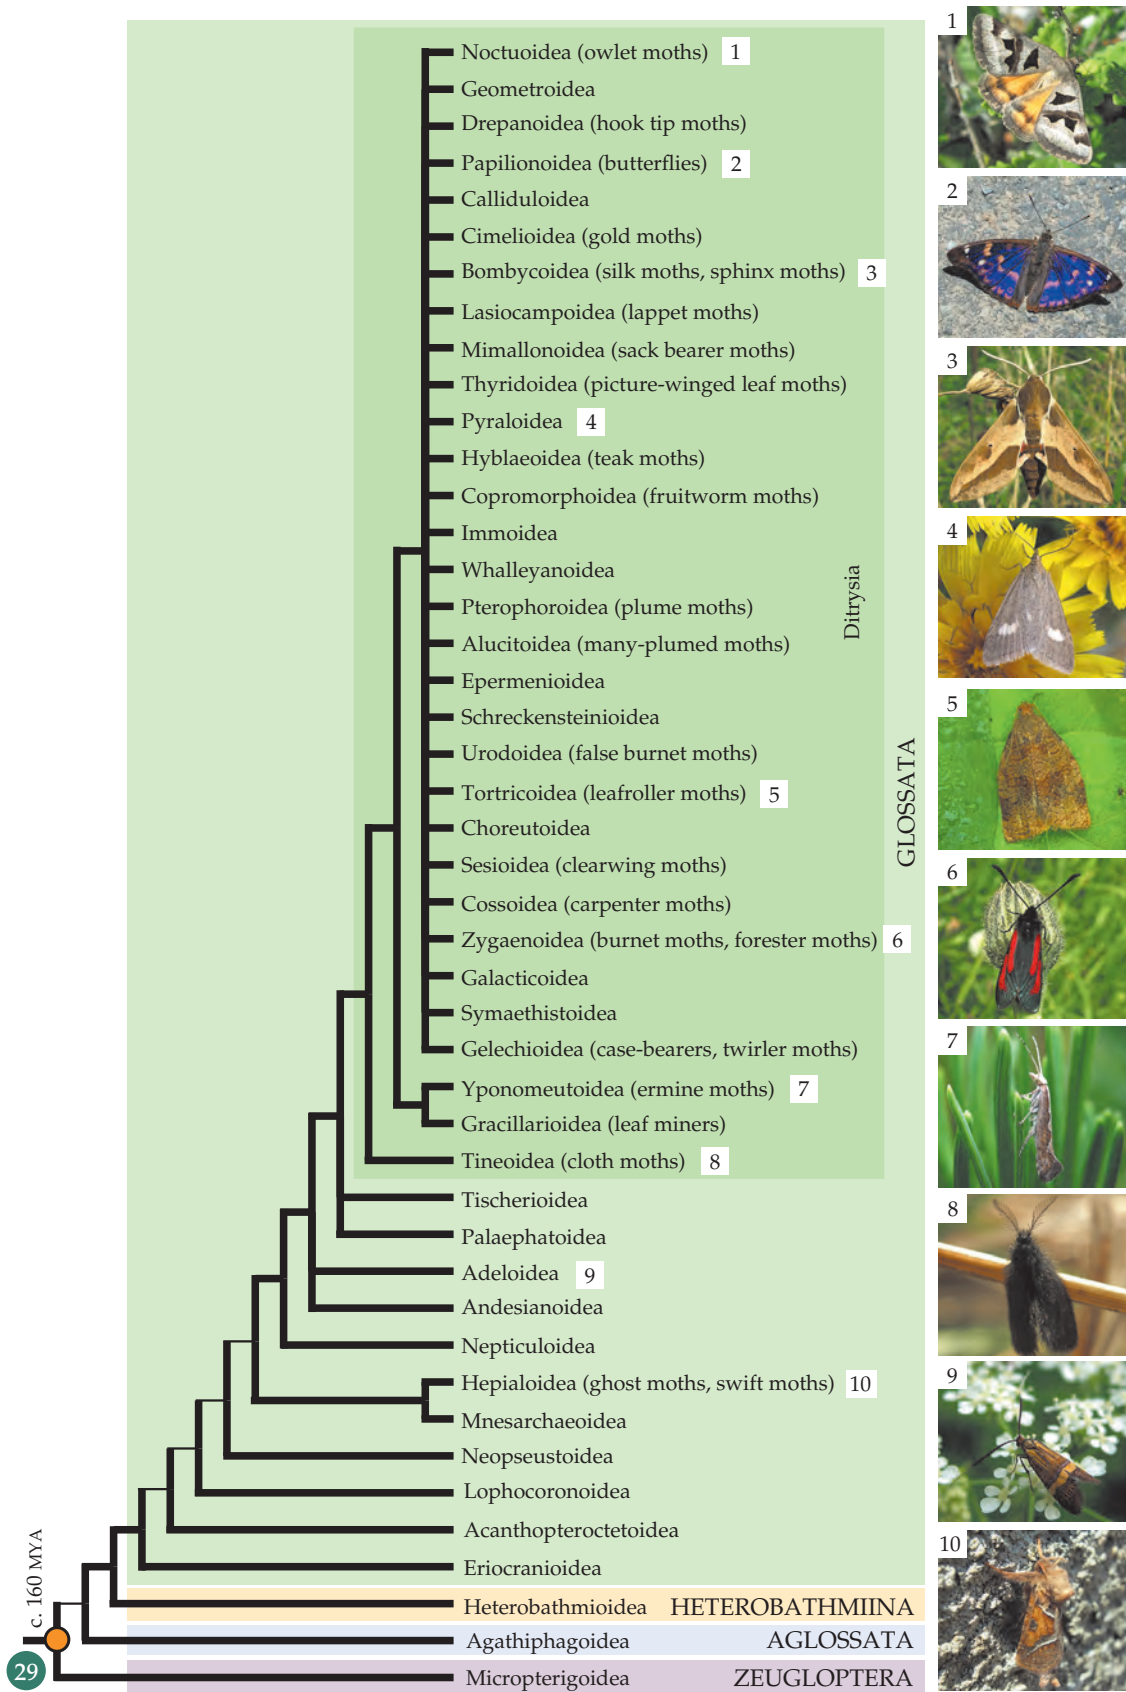 Noctuoidea (owlet moths) 1
Geometroidea
Drepanoidea (hook tip moths)
Papilionoidea (butterflies) 2
Calliduloidea
Cimelioidea (gold moths)
Bombycoidea (silk moths, sphinx moths) 3
Lasiocampoidea (lappet moths)
Mimallonoidea (sack bearer moths)
Thyridoidea (picture-winged leaf moths)
Pyraloidea 4
Hyblaeoidea (teak moths)
Copromorphoidea (fruitworm moths)
Immoidea
Whalleyanoidea
Pterophoroidea (plume moths)
Alucitoidea (many-plumed moths)
Epermenioidea
Schreckensteinioidea
Urodoidea (false burnet moths)
Tortricoidea (leafroller moths) 5
Choreutoidea
Sesioidea (clearwing moths)
Cossoidea (carpenter moths)
Zygaenoidea (burnet moths, forester moths) 6
Galacticoidea
Symaethistoidea
Gelechioidea (case-bearers, twirler moths)
Yponomeutoidea (ermine moths) 7
Gracillarioidea (leaf miners)
Tineoidea (cloth moths) 8
Ditrysia
Tischerioidea
Palaephatoidea
Adeloidea 9
Andesianoidea
Nepticuloidea
Hepialoidea (ghost moths, swift moths) 10
Mnesarchaeoidea
Neopseustoidea
Lophocoronoidea
Acanthopteroctetoidea
Eriocranioidea
GLOSSATA
Heterobathmioidea HETEROBATHMIINA
Agathiphagoidea AGLOSSATA
Micropterigoidea ZEUGLOPTERA
c. 160 MYA
29
1
2
3
4
5
6
7
8
9
10